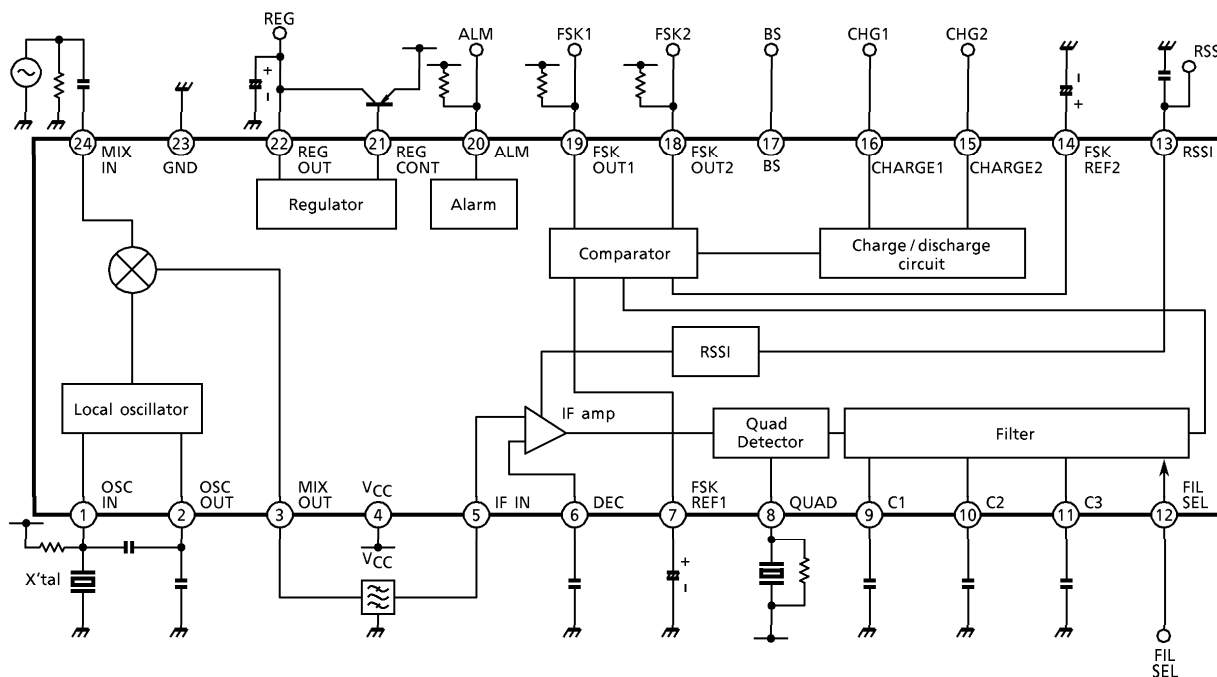 REG
ALM
FSK1
FSK2
BS
CHG1
CHG2
RSS
+
−
−
+
24
23
22
21
20
19
18
17
16
15
14
13
MIX
IN
GND
REG
OUT
REG
CONT
ALM
FSK
OUT1
FSK
OUT2
BS
CHARGE1
CHARGE2
FSK
REF2
RSSI
Regulator
Alarm
Comparator
Charge / discharge
circuit
RSSI
Local oscillator
IF amp
Quad
Detector
Filter
OSC
IN
OSC
OUT
MIX
OUT
VCC
IF IN
DEC
FSK
REF1
QUAD
C1
C2
C3
FIL
SEL
1
2
3
4
5
6
7
8
9
10
11
12
VCC
X'tal
+
−
FIL
SEL